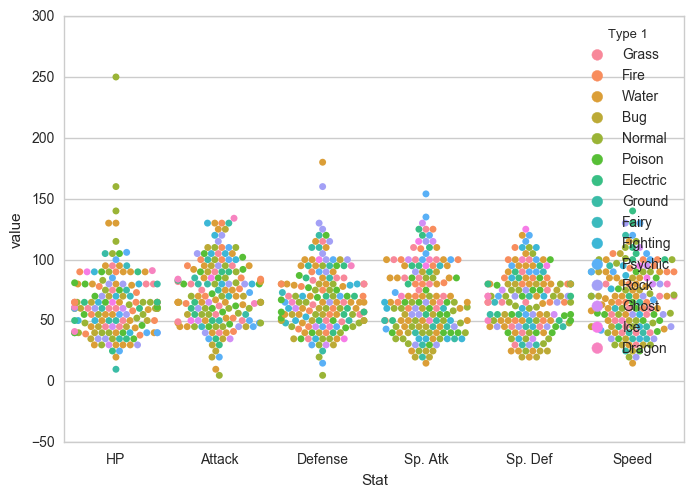 300
250
200
150
100
50
0
−50
value
HP Attack Defense Sp. Atk Sp. Def Speed
Stat
Type 1
Grass
Fire
Water
Bug
Normal
Poison
Electric
Ground
Fairy
Fighting
Psychic
Rock
Ghost
Ice
Dragon